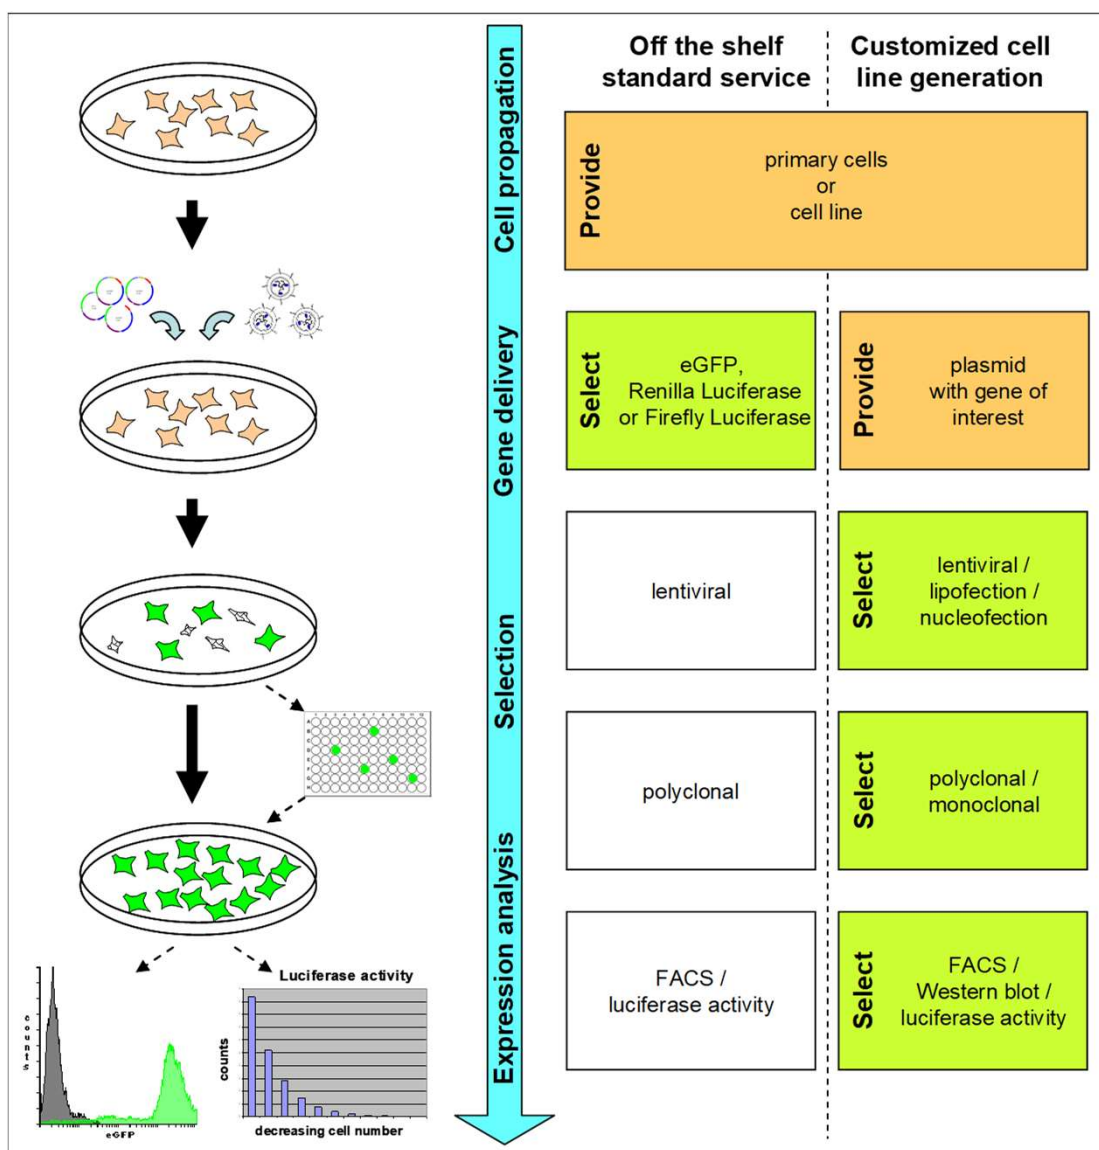 Off the shelf
standard service
Customized cell
line generation
Cell propagation
Gene delivery
Selection
Expression analysis
Provide
primary cells
or
cell line
Select
eGFP,
Renilla Luciferase
or Firefly Luciferase
Provide
plasmid
with gene of
interest
lentiviral
Select
lentiviral /
lipofection /
nucleofection
polyclonal
Select
polyclonal /
monoclonal
FACS /
luciferase activity
Select
FACS /
Western blot /
luciferase activity
counts
eGFP
Luciferase activity
counts
decreasing cell number